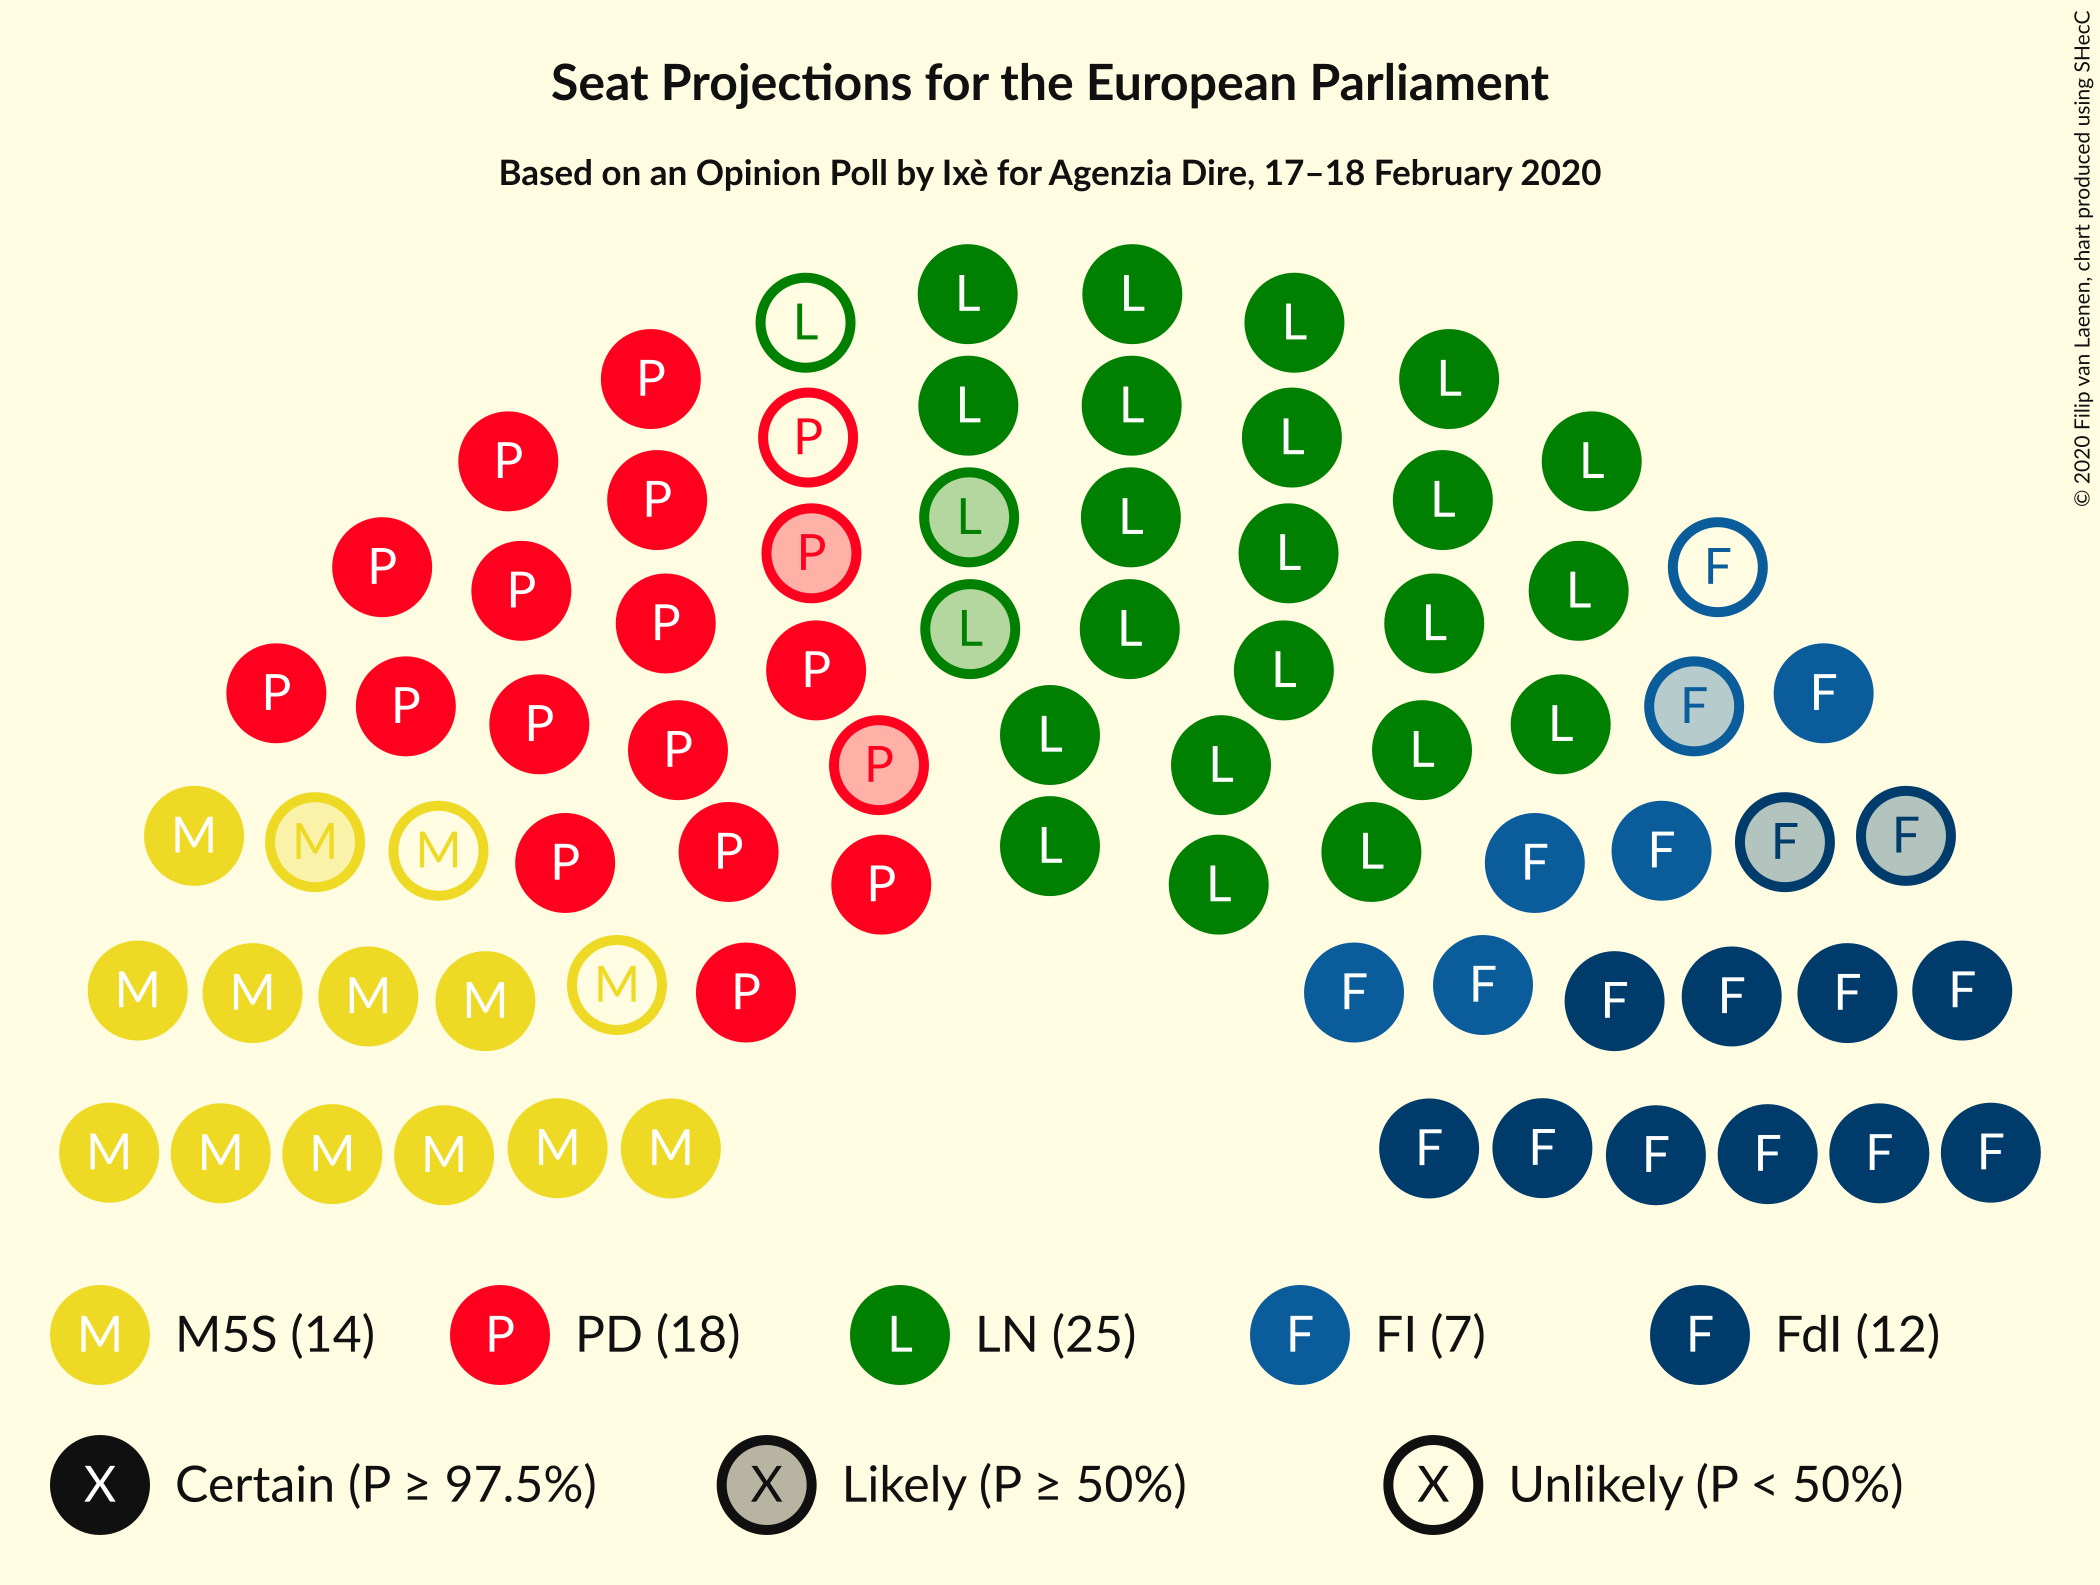 Seat Projections for the European Parliament
Based on an Opinion Poll by Ixè for Agenzia Dire, 17–18 February 2020
© 2020 Filip van Laenen, chart produced using SHecC
L L L L
P L L
P P L L L L L
P P L L L L F
P P P L L L L L
P P P P L L F F
P P P L L L L
M M M P P P L L L F F F F
M M M M M P F F F F F F
M M M M M M F F F F F F
M M5S (14) P PD (18) L LN (25) F FI (7) F FdI (12)
X Certain (P ≥ 97.5%) X Likely (P ≥ 50%) X Unlikely (P < 50%)